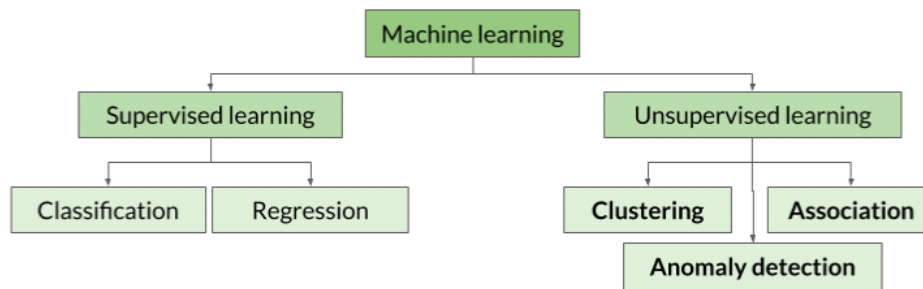 Machine learning
Supervised learning
Unsupervised learning
Classification
Regression
Clustering
Association
Anomaly detection